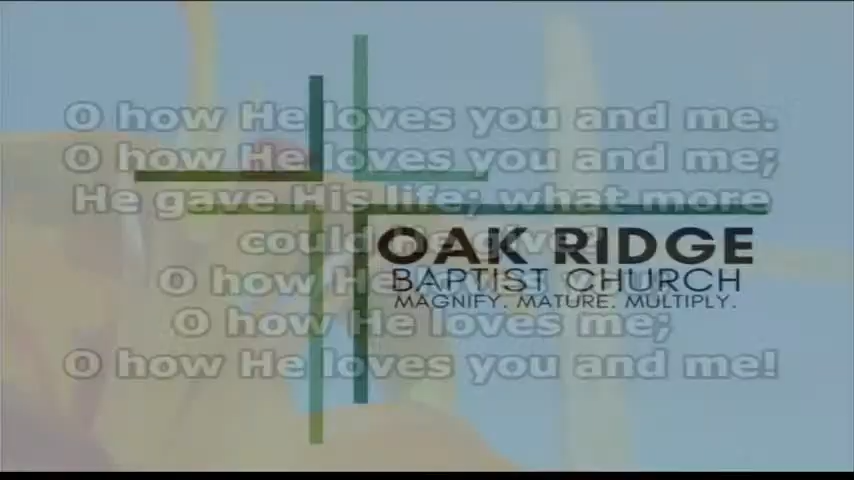 O how He loves you and me.
O how He loves you and me;
He gave His life; what more
could He give?
OAK RIDGE
BAPTIST CHURCH
MAGNIFY. MATURE. MULTIPLY.
O how He loves you;
O how He loves me;
O how He loves you and me!